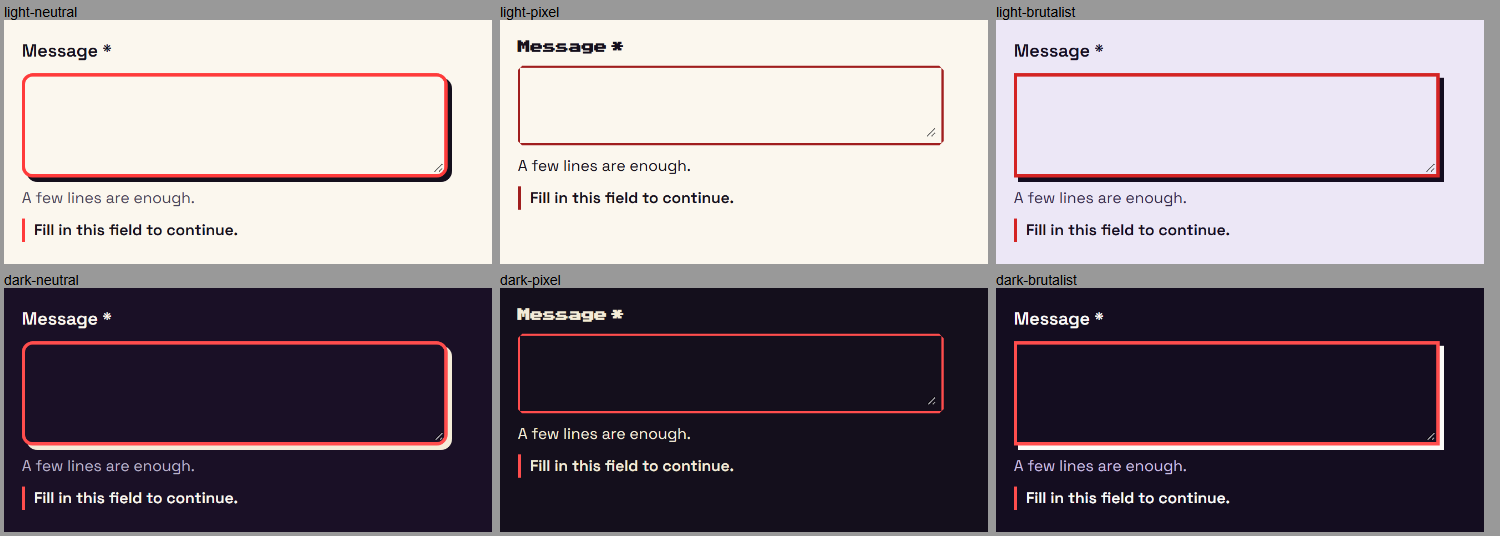 light-neutral
Message *
A few lines are enough.
Fill in this field to continue.
light-pixel
Message *
A few lines are enough.
Fill in this field to continue.
light-brutalist
Message *
A few lines are enough.
Fill in this field to continue.
dark-neutral
Message *
A few lines are enough.
Fill in this field to continue.
dark-pixel
Message *
A few lines are enough.
Fill in this field to continue.
dark-brutalist
Message *
A few lines are enough.
Fill in this field to continue.